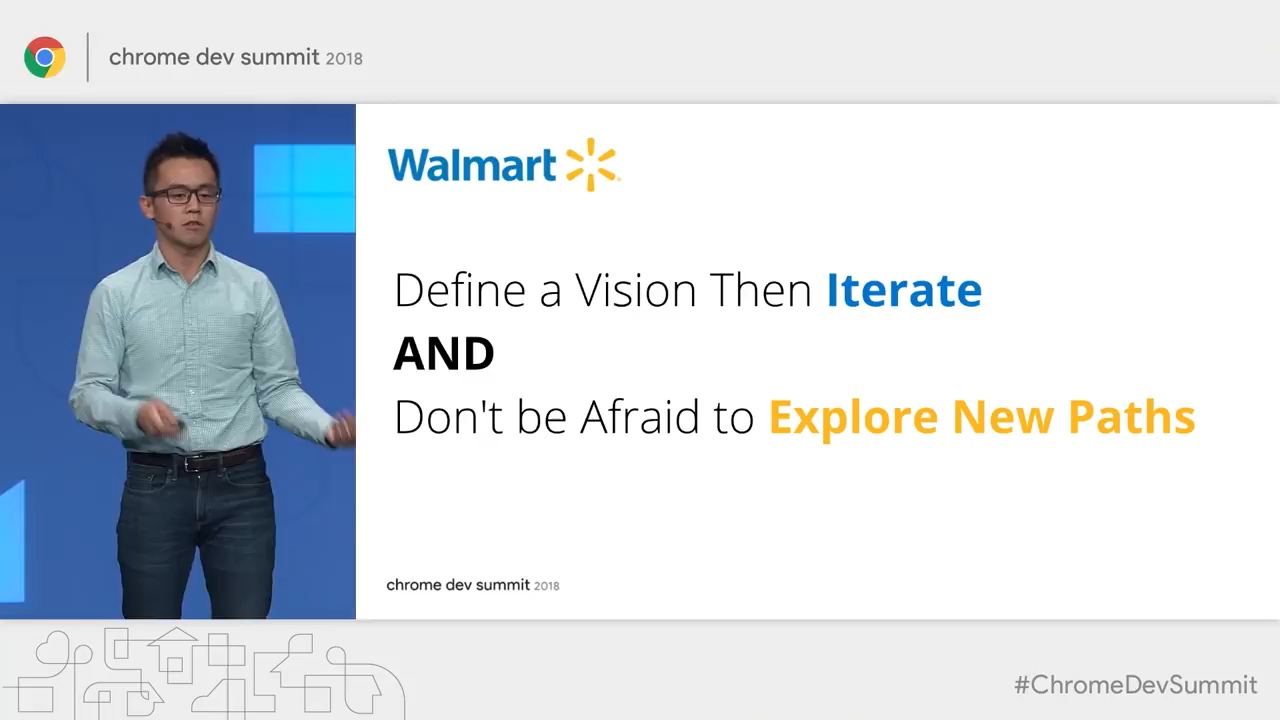 chrome dev summit 2018
Walmart
Define a Vision Then Iterate
AND
Don't be Afraid to Explore New Paths
chrome dev summit 2018
#ChromeDevSummit